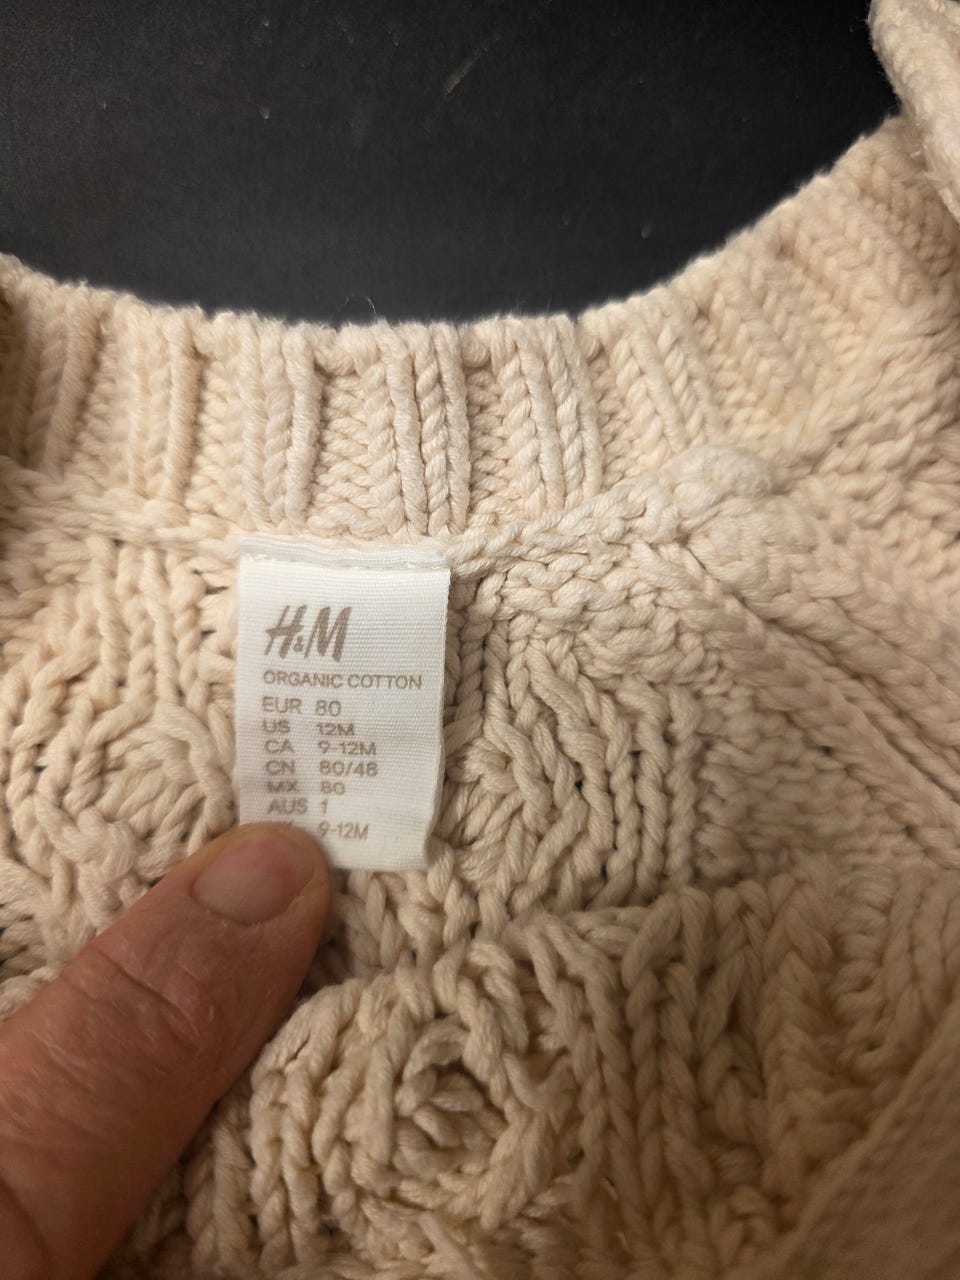 H&M
ORGANIC COTTON
EUR 80
US 12M
CA 9-12M
CN 80/48
MX 80
AUS 1
9-12M